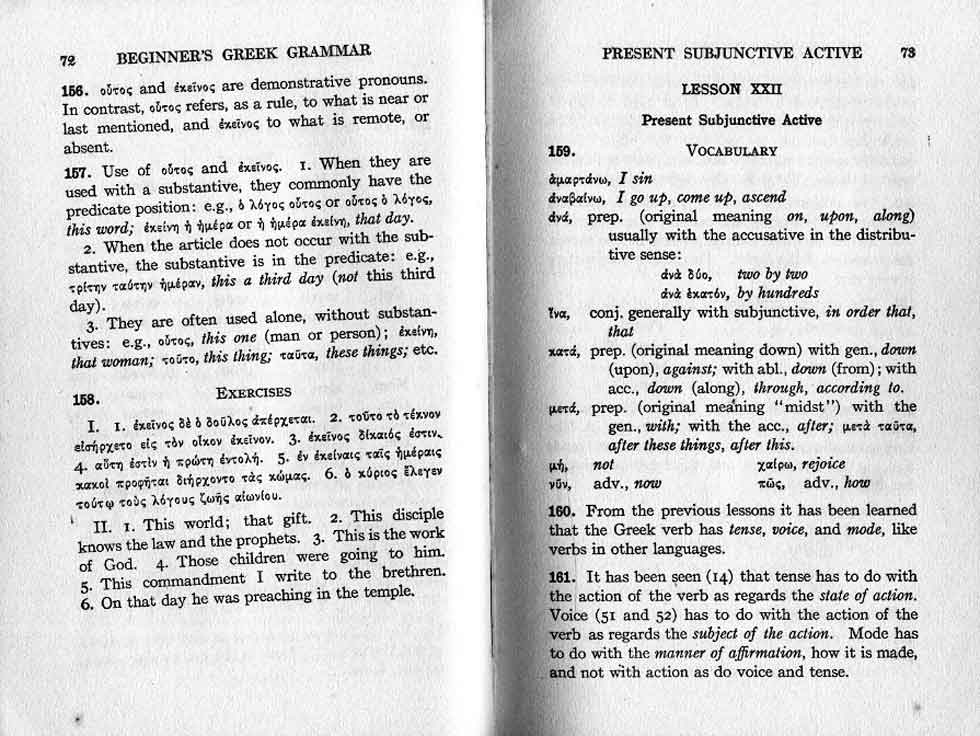 72 BEGINNER'S GREEK GRAMMAR
156. οὗτος and ἐκεῖνος are demonstrative pronouns.
In contrast, οὗτος refers, as a rule, to what is near or
last mentioned, and ἐκεῖνος to what is remote, or
absent.
157. Use of οὗτος and ἐκεῖνος. 1. When they are
used with a substantive, they commonly have the
predicate position: e.g., ὁ λόγος οὗτος or οὗτος ὁ λόγος,
this word; ἐκείνη ἡ ἡμέρα or ἡ ἡμέρα ἐκείνη, that day.
2. When the article does not occur with the sub-
stantive, the substantive is in the predicate: e.g.,
τρίτην ταύτην ἡμέραν, this a third day (not this third
day).
3. They are often used alone, without substan-
tives: e.g., οὗτος, this one (man or person); ἐκείνη,
that woman; τοῦτο, this thing; ταῦτα, these things; etc.
158. EXERCISES
I. 1. ἐκεῖνος δὲ ὁ δοῦλος ἀπέρχεται. 2. τοῦτο τὸ τέκνον
εἰσήρχετο εἰς τὸν οἶκον ἐκεῖνον. 3. ἐκεῖνος δίκαιός ἐστιν.
4. αὕτη ἐστὶν ἡ πρώτη ἐντολή. 5. ἐν ἐκείναις ταῖς ἡμέραις
κακοὶ προφῆται διήρχοντο τὰς κώμας. 6. ὁ κύριος ἔλεγεν
τούτῳ τοὺς λόγους ζωῆς αἰωνίου.
II. 1. This world; that gift. 2. This disciple
knows the law and the prophets. 3. This is the work
of God. 4. Those children were going to him.
5. This commandment I write to the brethren.
6. On that day he was preaching in the temple.
PRESENT SUBJUNCTIVE ACTIVE 73
LESSON XXII
Present Subjunctive Active
159. VOCABULARY
ἁμαρτάνω, I sin
ἀναβαίνω, I go up, come up, ascend
ἀνά, prep. (original meaning on, upon, along)
usually with the accusative in the distribu-
tive sense:
ἀνὰ δύο, two by two
ἀνὰ ἑκατόν, by hundreds
ἵνα, conj. generally with subjunctive, in order that,
that
κατά, prep. (original meaning down) with gen., down
(upon), against; with abl., down (from); with
acc., down (along), through, according to.
μετά, prep. (original meaning "midst") with the
gen., with; with the acc., after; μετὰ ταῦτα,
after these things, after this.
μή, not χαίρω, rejoice
νῦν, adv., now πῶς, adv., how
160. From the previous lessons it has been learned
that the Greek verb has tense, voice, and mode, like
verbs in other languages.
161. It has been seen (14) that tense has to do with
the action of the verb as regards the state of action.
Voice (51 and 52) has to do with the action of the
verb as regards the subject of the action. Mode has
to do with the manner of affirmation, how it is made,
and not with action as do voice and tense.